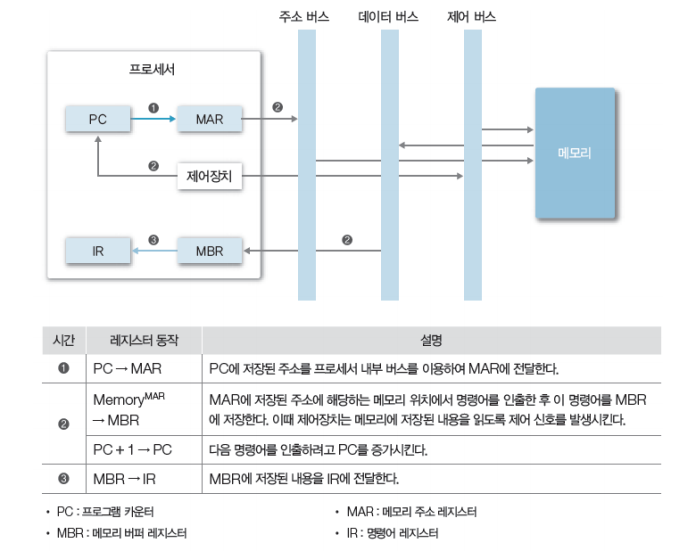 주소 버스 데이터 버스 제어 버스
프로세서
PC ❶ MAR ❷
메모리
❷ 제어장치
IR ❸ MBR ❷
시간 레지스터 동작 설명
❶ PC → MAR PC에 저장된 주소를 프로세서 내부 버스를 이용하여 MAR에 전달한다.
❷ Memory^MAR → MBR MAR에 저장된 주소에 해당하는 메모리 위치에서 명령어를 인출한 후 이 명령어를 MBR
에 저장한다. 이때 제어장치는 메모리에 저장된 내용을 읽도록 제어 신호를 발생시킨다.
PC + 1 → PC 다음 명령어를 인출하려고 PC를 증가시킨다.
❸ MBR → IR MBR에 저장된 내용을 IR에 전달한다.
• PC : 프로그램 카운터 • MAR : 메모리 주소 레지스터
• MBR : 메모리 버퍼 레지스터 • IR : 명령어 레지스터